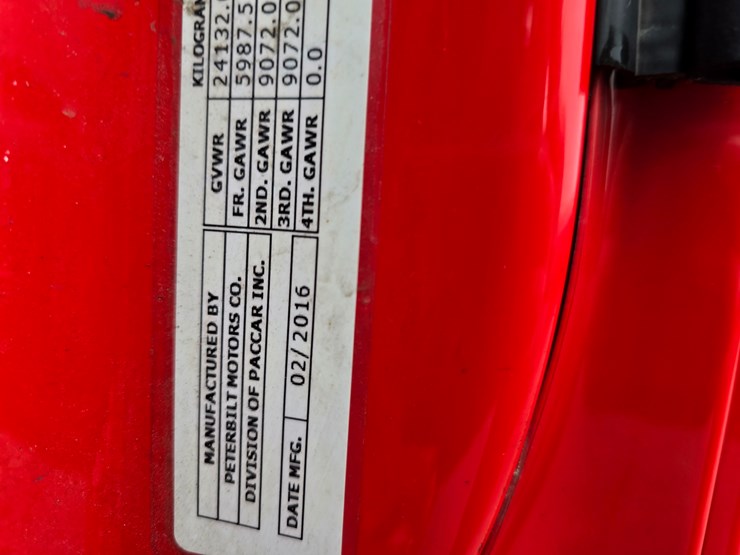 MANUFACTURED BY
PETERBILT MOTORS CO.
DIVISION OF PACCAR INC.
DATE MFG. 02/2016
KILOGRAM
GVWR 24132.
FR. GAWR 5987.5
2ND. GAWR 9072.0
3RD. GAWR 9072.0
4TH. GAWR 0.0